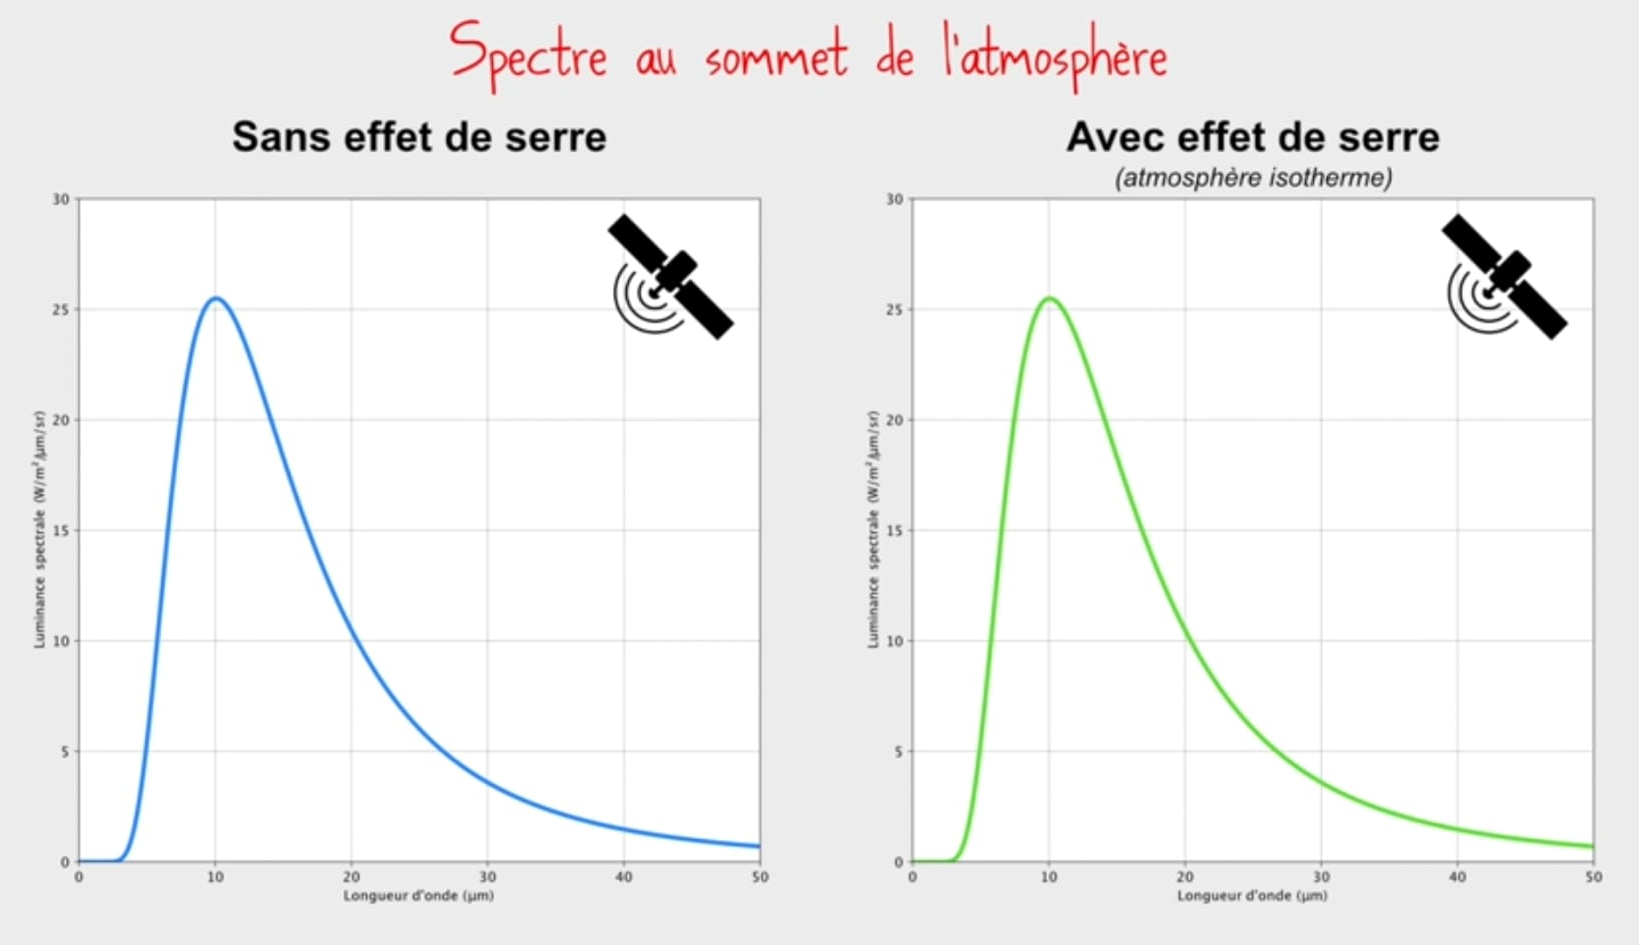 Spectre au sommet de l'atmosphère
Sans effet de serre
30
25
20
15
10
5
0
Luminance spectrale (W/m²/µm/sr)
0 10 20 30 40 50
Longueur d'onde (µm)
Avec effet de serre
(atmosphère isotherme)
30
25
20
15
10
5
0
Luminance spectrale (W/m²/µm/sr)
0 10 20 30 40 50
Longueur d'onde (µm)